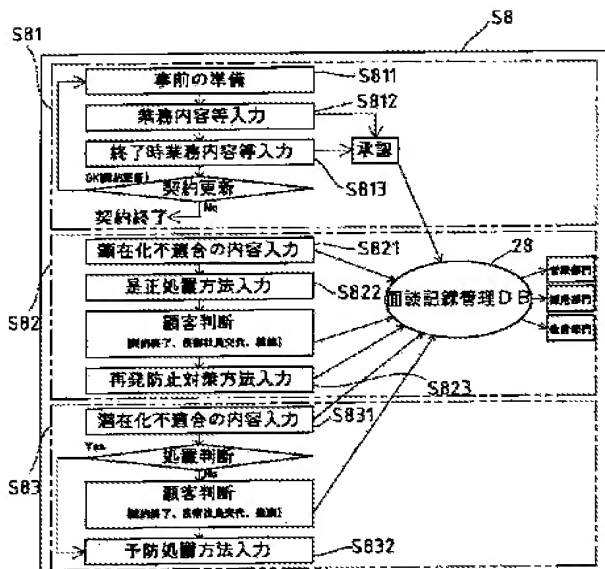 S8
S81
事前の準備
S811
業務内容等入力
S812
終了時業務内容等入力
承認
S813
契約更新
No
契約終了
顕在化不適合の内容入力
S821
28
是正処置方法入力
S822
面談記録管理DB
S82
顧客判断
再発防止対策方法入力
S823
潜在化不適合の内容入力
S831
Yes
処置判断
No
S83
顧客判断
予防処置方法入力
S832